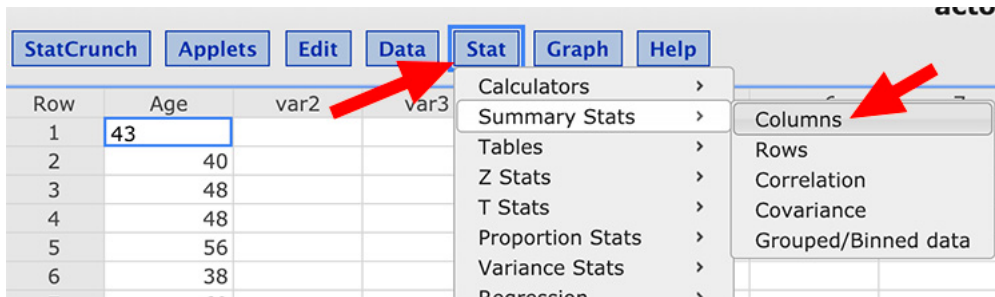 StatCrunch Applets Edit Data Stat Graph Help
Row Age var2 var3
1 43
2 40
3 48
4 48
5 56
6 38
Calculators >
Summary Stats >
Tables >
Z Stats >
T Stats >
Proportion Stats >
Variance Stats >
Regression
Columns
Rows
Correlation
Covariance
Grouped/Binned data